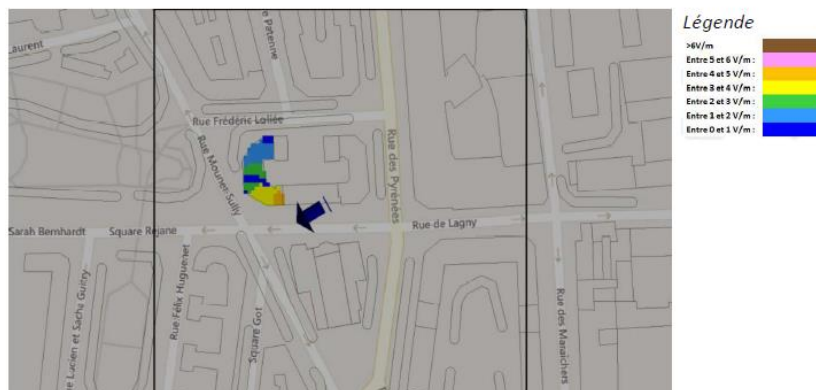 Légende
>6V/m
Entre 5 et 6 V/m :
Entre 4 et 5 V/m :
Entre 3 et 4 V/m :
Entre 2 et 3 V/m :
Entre 1 et 2 V/m :
Entre 0 et 1 V/m :
Laurent
Patenne
Rue Frédéric Loliée
Rue Mounet-Sully
Rue des Pyrénées
Rue de Lagny
Sarah Bernhardt
Square Réjane
Rue Félix Huguenet
Lucien et Sacha Guitry
Square Got
Rue des Maraîchers